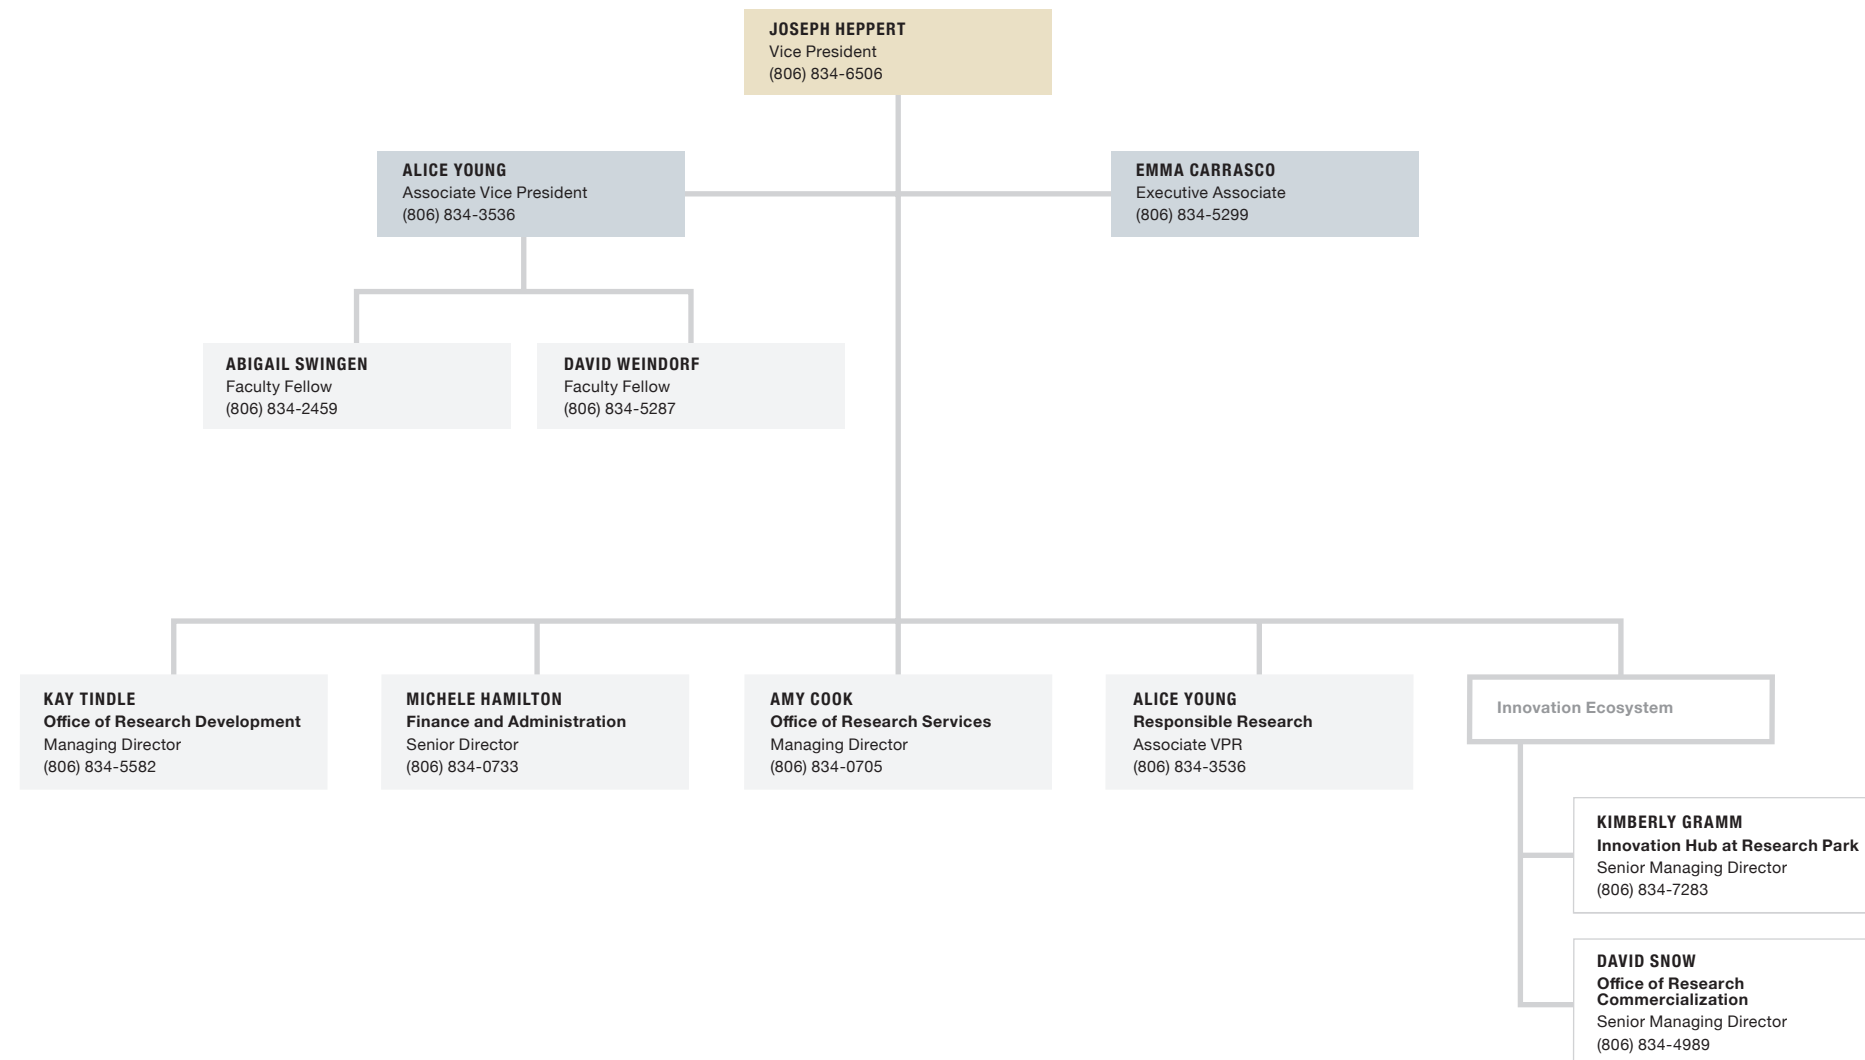 JOSEPH HEPPERT
Vice President
(806) 834-6506
ALICE YOUNG
Associate Vice President
(806) 834-3536
EMMA CARRASCO
Executive Associate
(806) 834-5299
ABIGAIL SWINGEN
Faculty Fellow
(806) 834-2459
DAVID WEINDORF
Faculty Fellow
(806) 834-5287
KAY TINDLE
Office of Research Development
Managing Director
(806) 834-5582
MICHELE HAMILTON
Finance and Administration
Senior Director
(806) 834-0733
AMY COOK
Office of Research Services
Managing Director
(806) 834-0705
ALICE YOUNG
Responsible Research
Associate VPR
(806) 834-3536
Innovation Ecosystem
KIMBERLY GRAMM
Innovation Hub at Research Park
Senior Managing Director
(806) 834-7283
DAVID SNOW
Office of Research
Commercialization
Senior Managing Director
(806) 834-4989